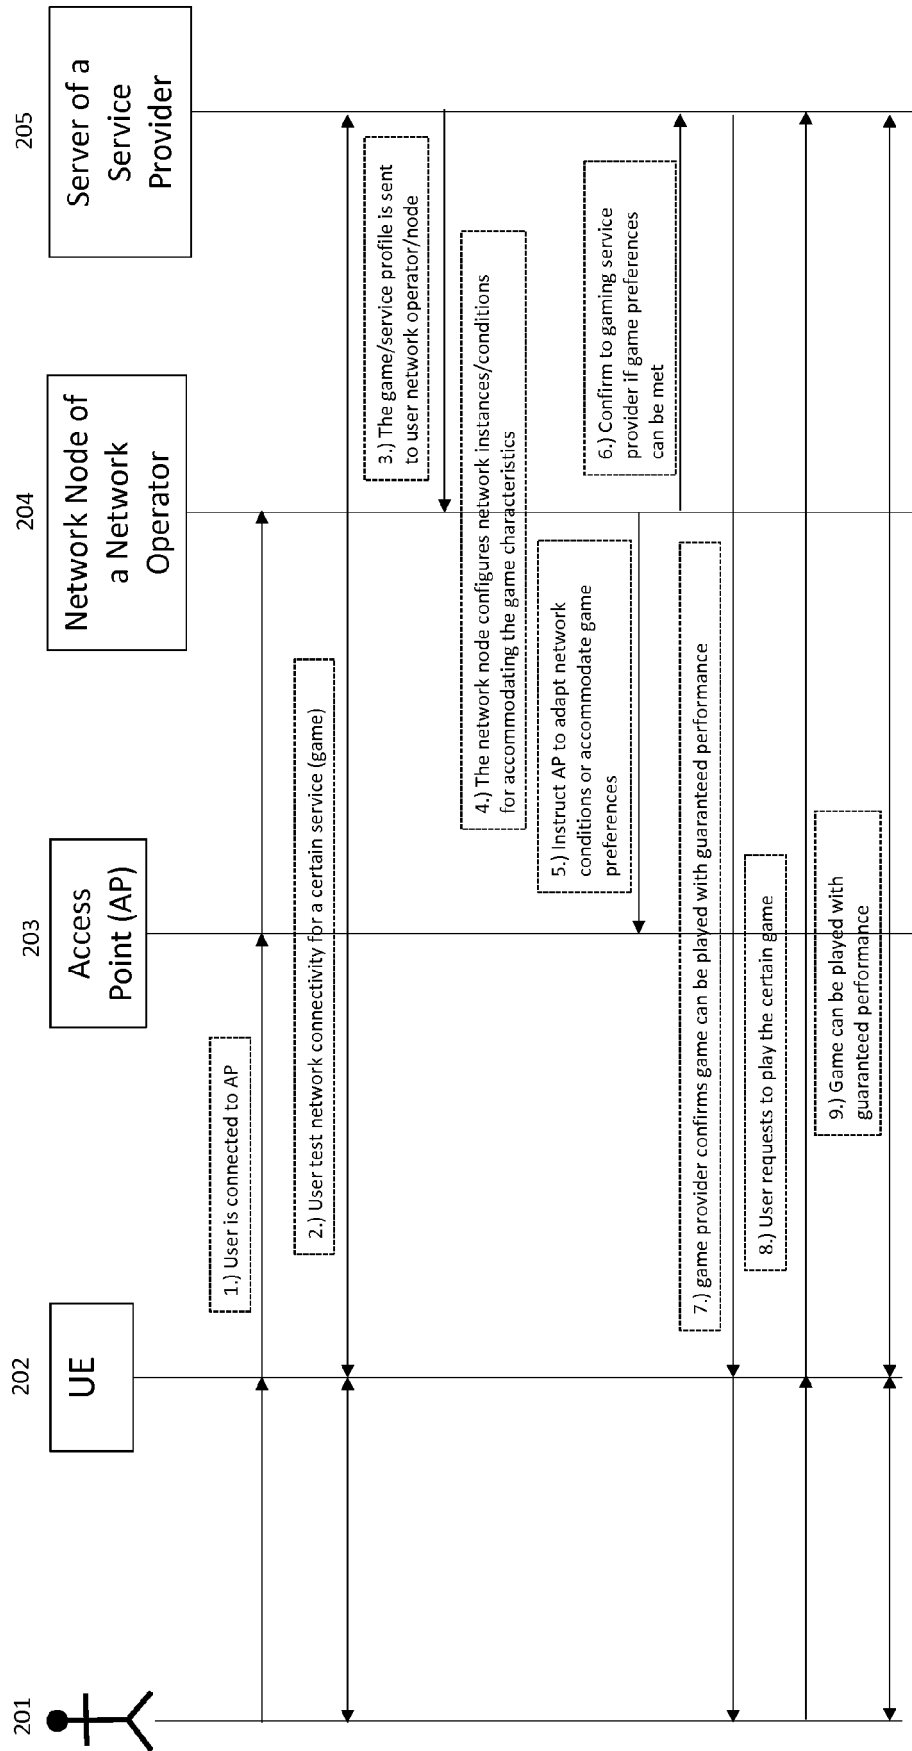 201
202
UE
203
Access
Point (AP)
204
Network Node of
a Network
Operator
205
Server of a
Service
Provider
1.) User is connected to AP
2.) User test network connectivity for a certain service (game)
3.) The game/service profile is sent
to user network operator/node
4.) The network node configures network instances/conditions
for accommodating the game characteristics
5.) Instruct AP to adapt network
conditions or accommodate game
preferences
6.) Confirm to gaming service
provider if game preferences
can be met
7.) game provider confirms game can be played with guaranteed performance
8.) User requests to play the certain game
9.) Game can be played with
guaranteed performance